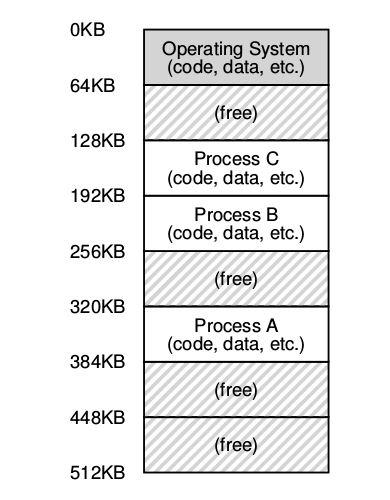 0KB
Operating System
(code, data, etc.)
64KB
(free)
128KB
Process C
(code, data, etc.)
192KB
Process B
(code, data, etc.)
256KB
(free)
320KB
Process A
(code, data, etc.)
384KB
(free)
448KB
(free)
512KB